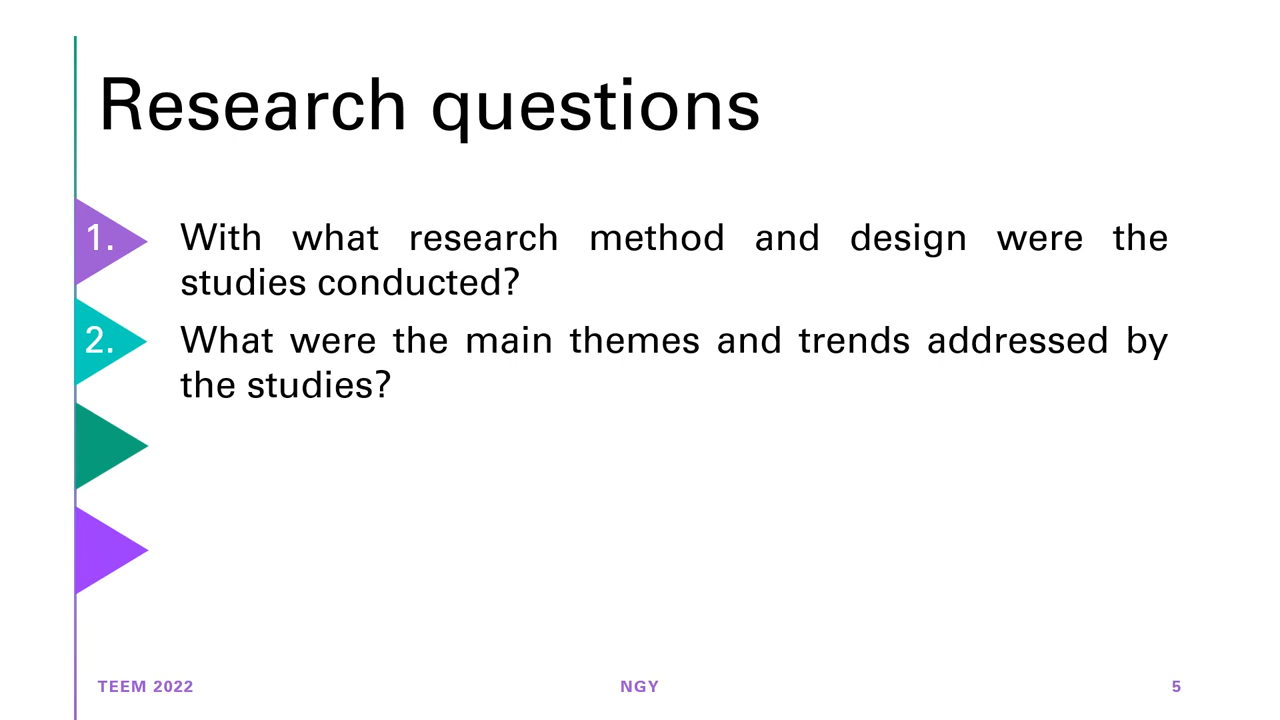 Research questions
1. With what research method and design were the
studies conducted?
2. What were the main themes and trends addressed by
the studies?
TEEM 2022 NGY 5